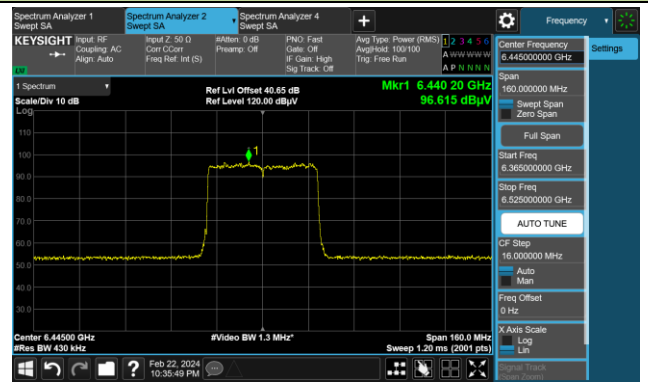 Spectrum Analyzer 1
Swept SA
Spectrum Analyzer 2
Swept SA
Spectrum Analyzer 4
Swept SA
Frequency
KEYSIGHT
Input: RF
Coupling: AC
Align: Auto
Input Z: 50 Ω
Corr CCorr
Freq Ref: Int (S)
#Atten: 0 dB
Preamp: Off
PNO: Fast
Gate: Off
IF Gain: High
Sig Track: Off
Avg Type: Power (RMS)
Avg|Hold: 100/100
Trig: Free Run
1 2 3 4 5 6
A W W W W W
A P N N N N
LW
1 Spectrum
Scale/Div 10 dB
Log
Ref Lvl Offset 40.65 dB
Ref Level 120.00 dBµV
Mkr1 6.440 20 GHz
96.615 dBµV
110
100
90.0
80.0
70.0
60.0
50.0
40.0
30.0
1
Center 6.44500 GHz
#Res BW 430 kHz
#Video BW 1.3 MHz*
Span 160.0 MHz
Sweep 1.20 ms (2001 pts)
Feb 22, 2024
10:35:49 PM
Center Frequency
6.445000000 GHz
Settings
Span
160.000000 MHz
Swept Span
Zero Span
Full Span
Start Freq
6.365000000 GHz
Stop Freq
6.525000000 GHz
AUTO TUNE
CF Step
16.000000 MHz
Auto
Man
Freq Offset
0 Hz
X Axis Scale
Log
Lin
Signal Track
(Span Zoom)